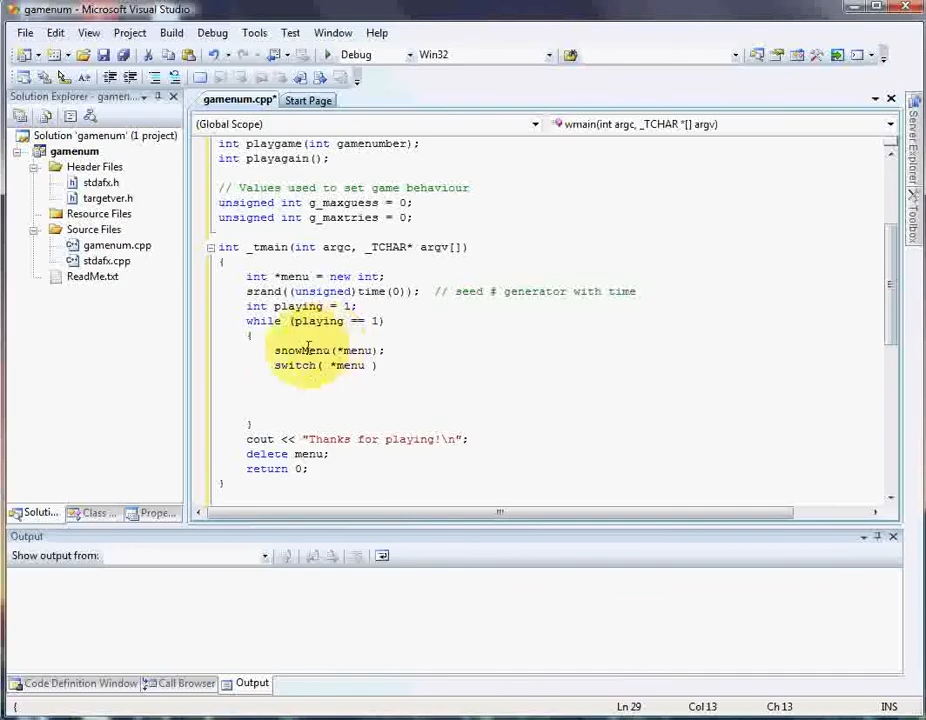 gamenum - Microsoft Visual Studio
File Edit View Project Build Debug Tools Test Window Help
Debug Win32
Solution Explorer - gamen...
gamenum.cpp* Start Page
(Global Scope) wmain(int argc, _TCHAR *[] argv)
Solution 'gamenum' (1 project)
gamenum
Header Files
stdafx.h
targetver.h
Resource Files
Source Files
gamenum.cpp
stdafx.cpp
ReadMe.txt
int playgame(int gamenumber);
int playagain();
// Values used to set game behaviour
unsigned int g_maxguess = 0;
unsigned int g_maxtries = 0;
int _tmain(int argc, _TCHAR* argv[])
{
int *menu = new int;
srand((unsigned)time(0)); // seed # generator with time
int playing = 1;
while (playing == 1)
{
showMenu(*menu);
switch( *menu )
}
cout << "Thanks for playing!\n";
delete menu;
return 0;
}
Server Explorer
Toolbox
Soluti... Class ... Prope...
Output
Show output from:
Code Definition Window Call Browser Output
{ Ln 29 Col 13 Ch 13 INS